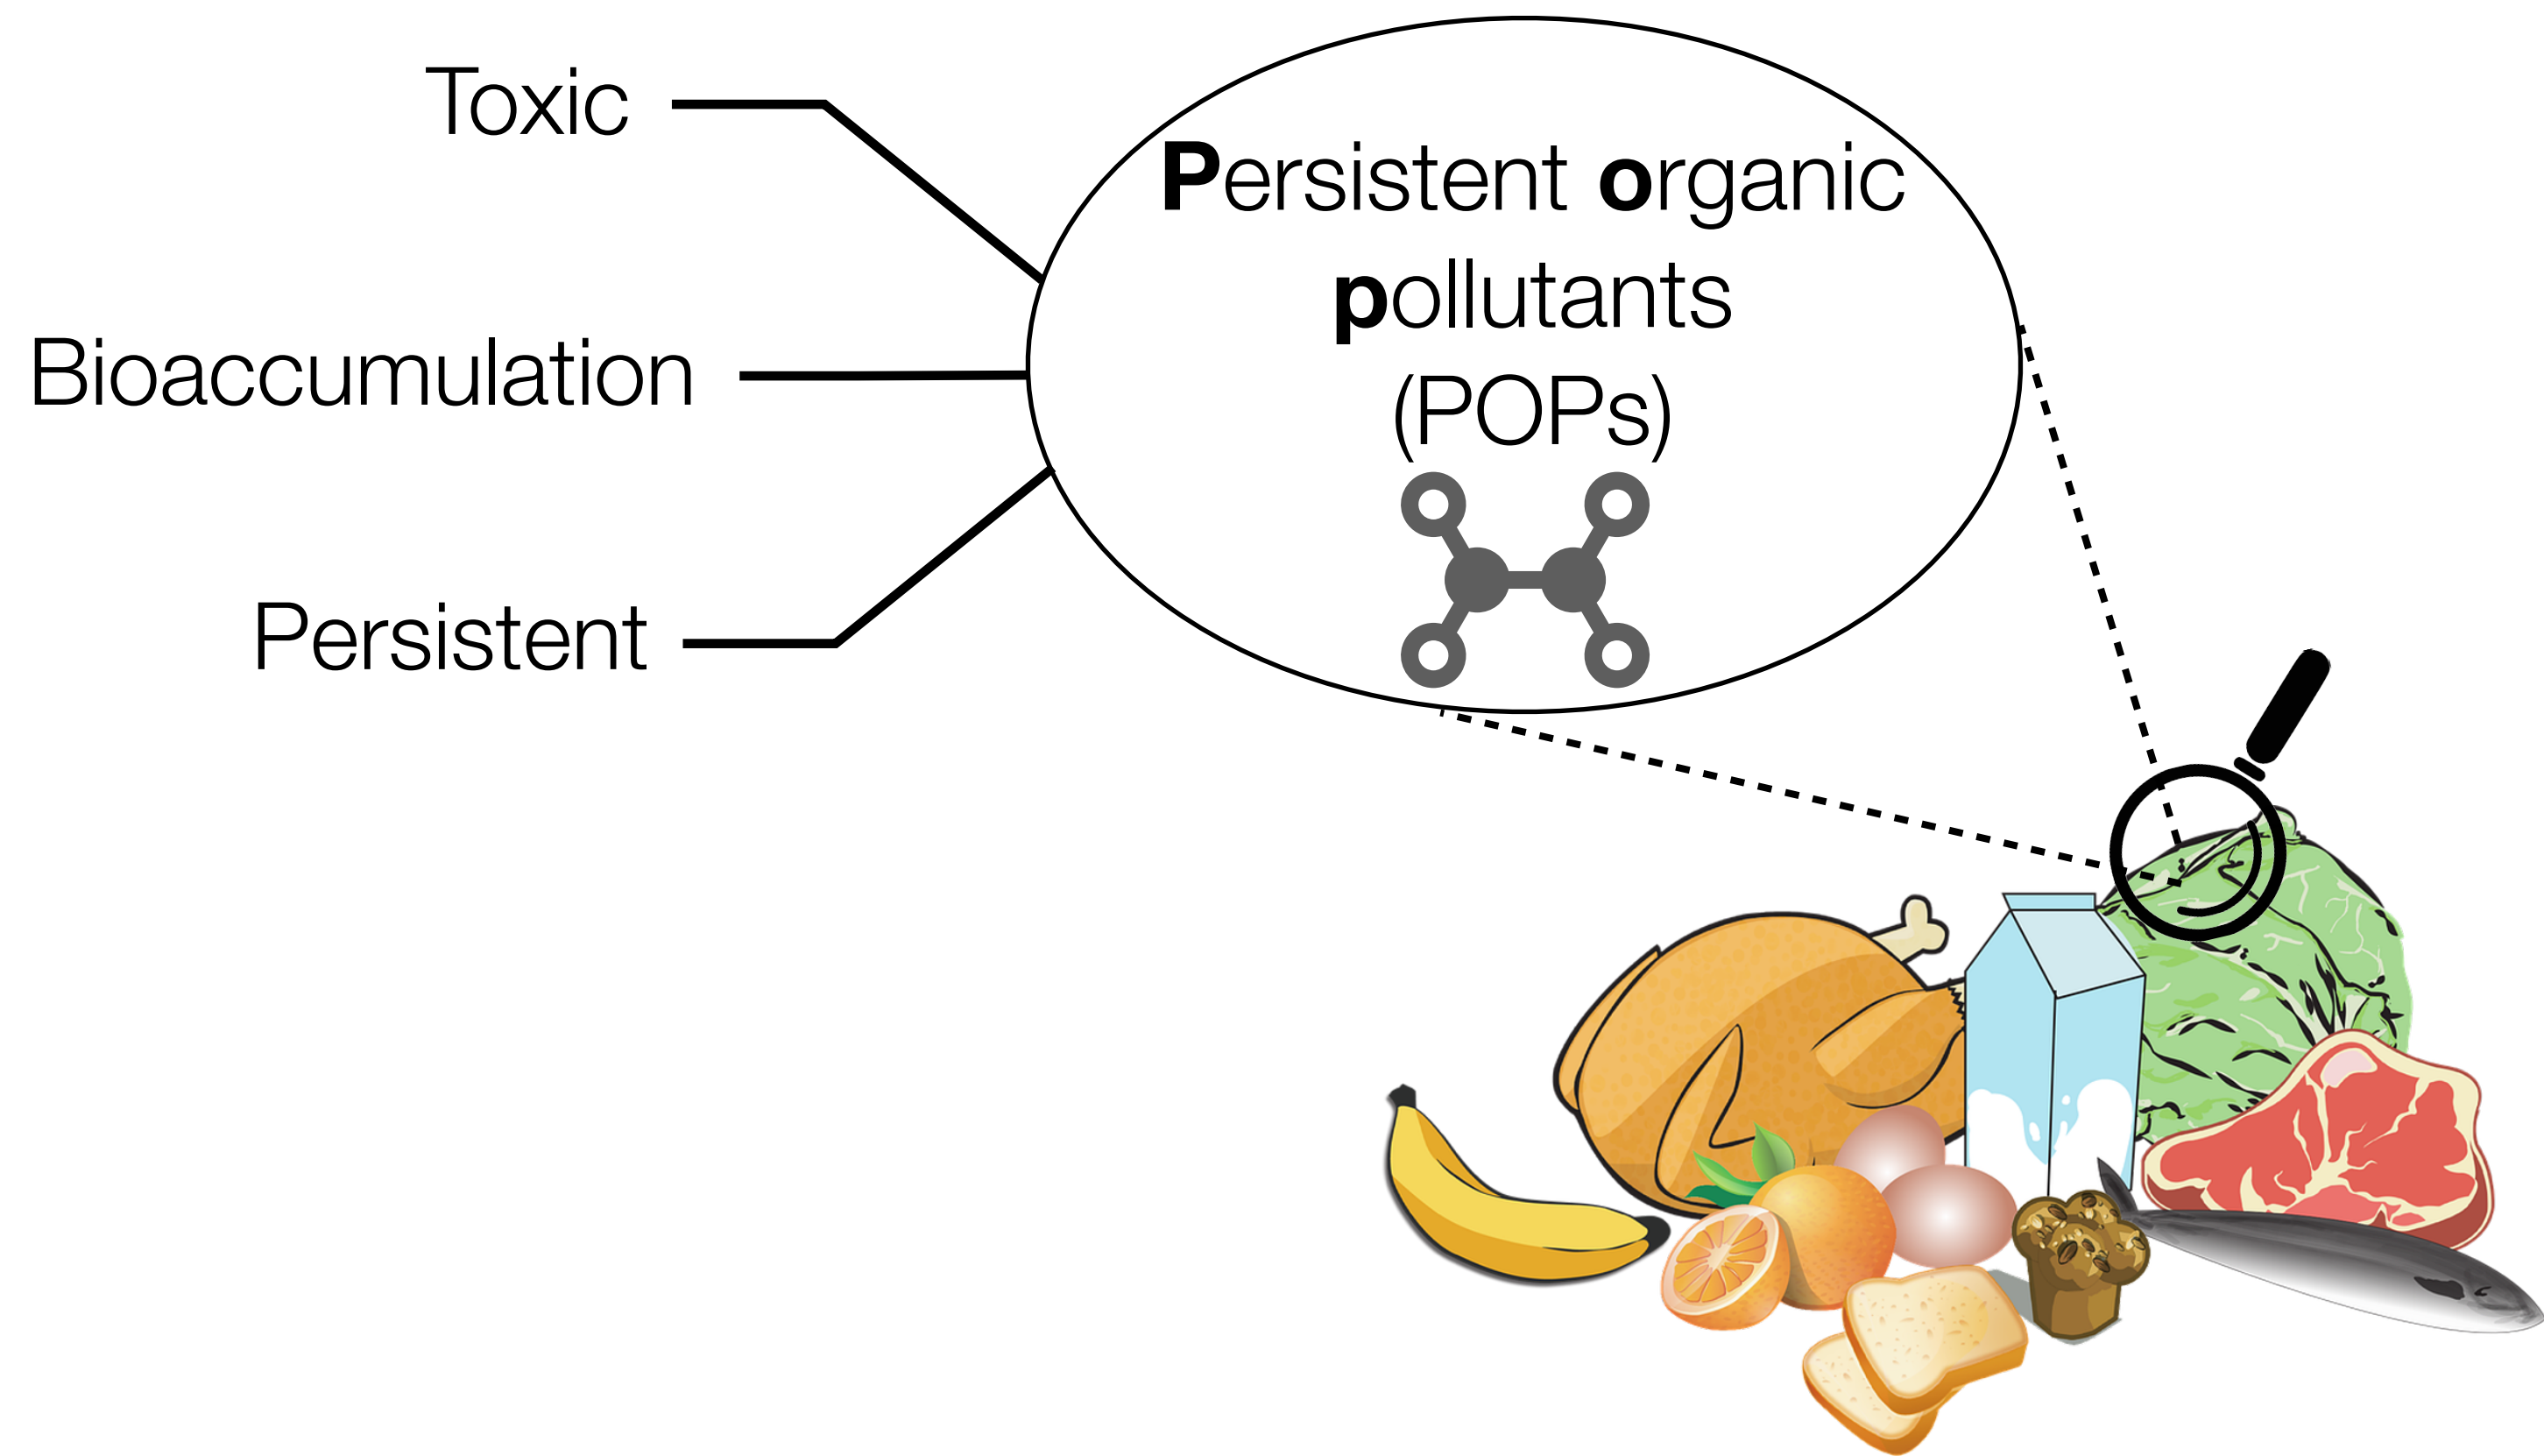 Toxic
Bioaccumulation
Persistent
Persistent organic
pollutants
(POPs)